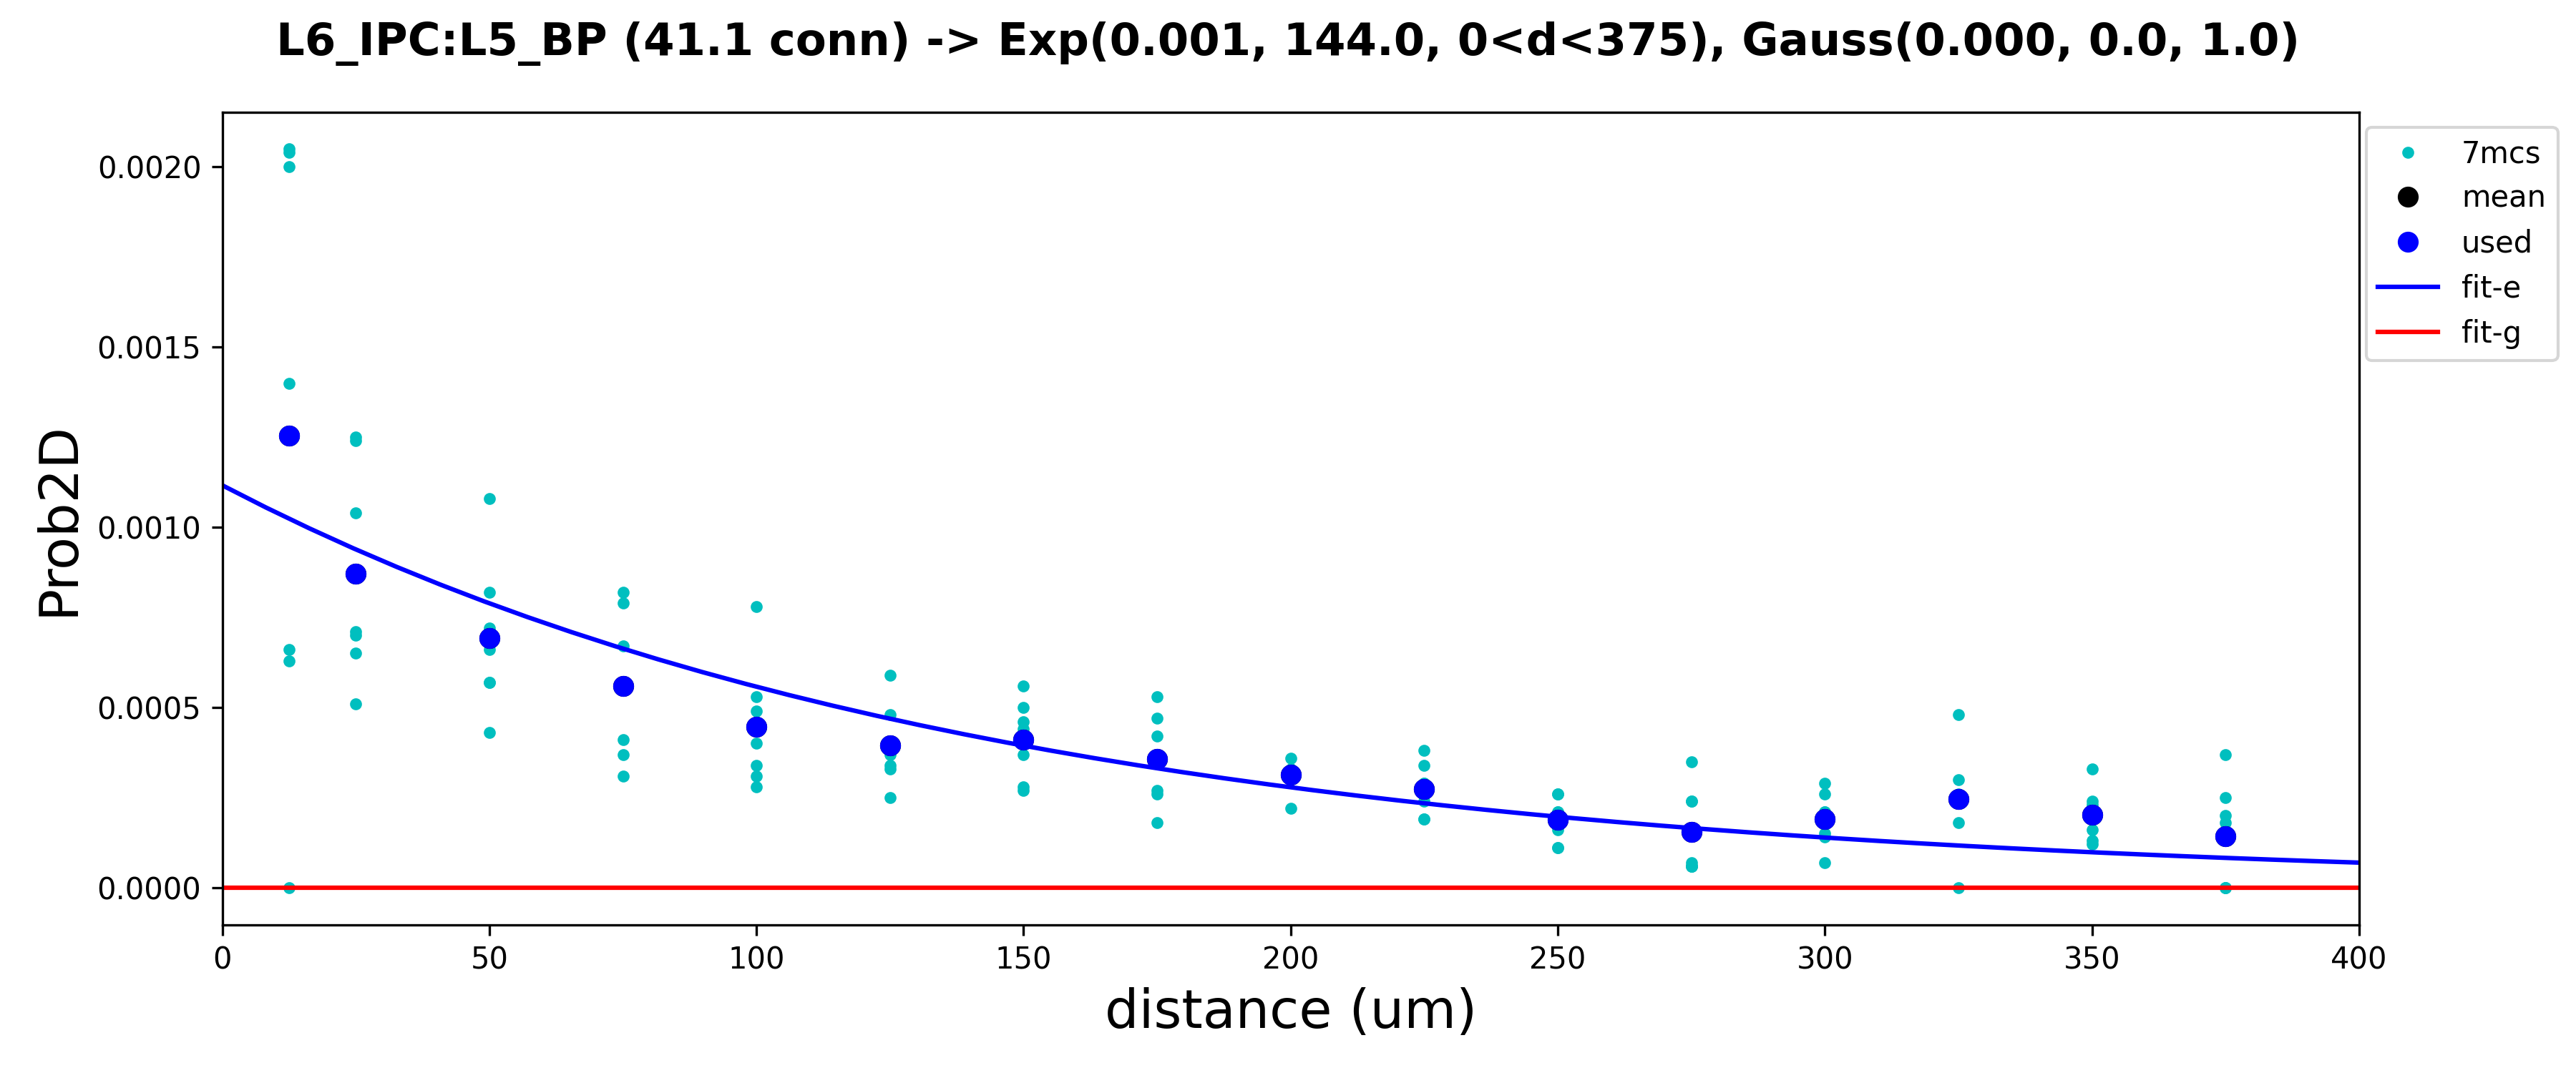 L6_IPC:L5_BP (41.1 conn) -> Exp(0.001, 144.0, 0<d<375), Gauss(0.000, 0.0, 1.0)
7mcs
mean
used
fit-e
fit-g
Prob2D
0.0020
0.0015
0.0010
0.0005
0.0000
0 50 100 150 200 250 300 350 400
distance (um)